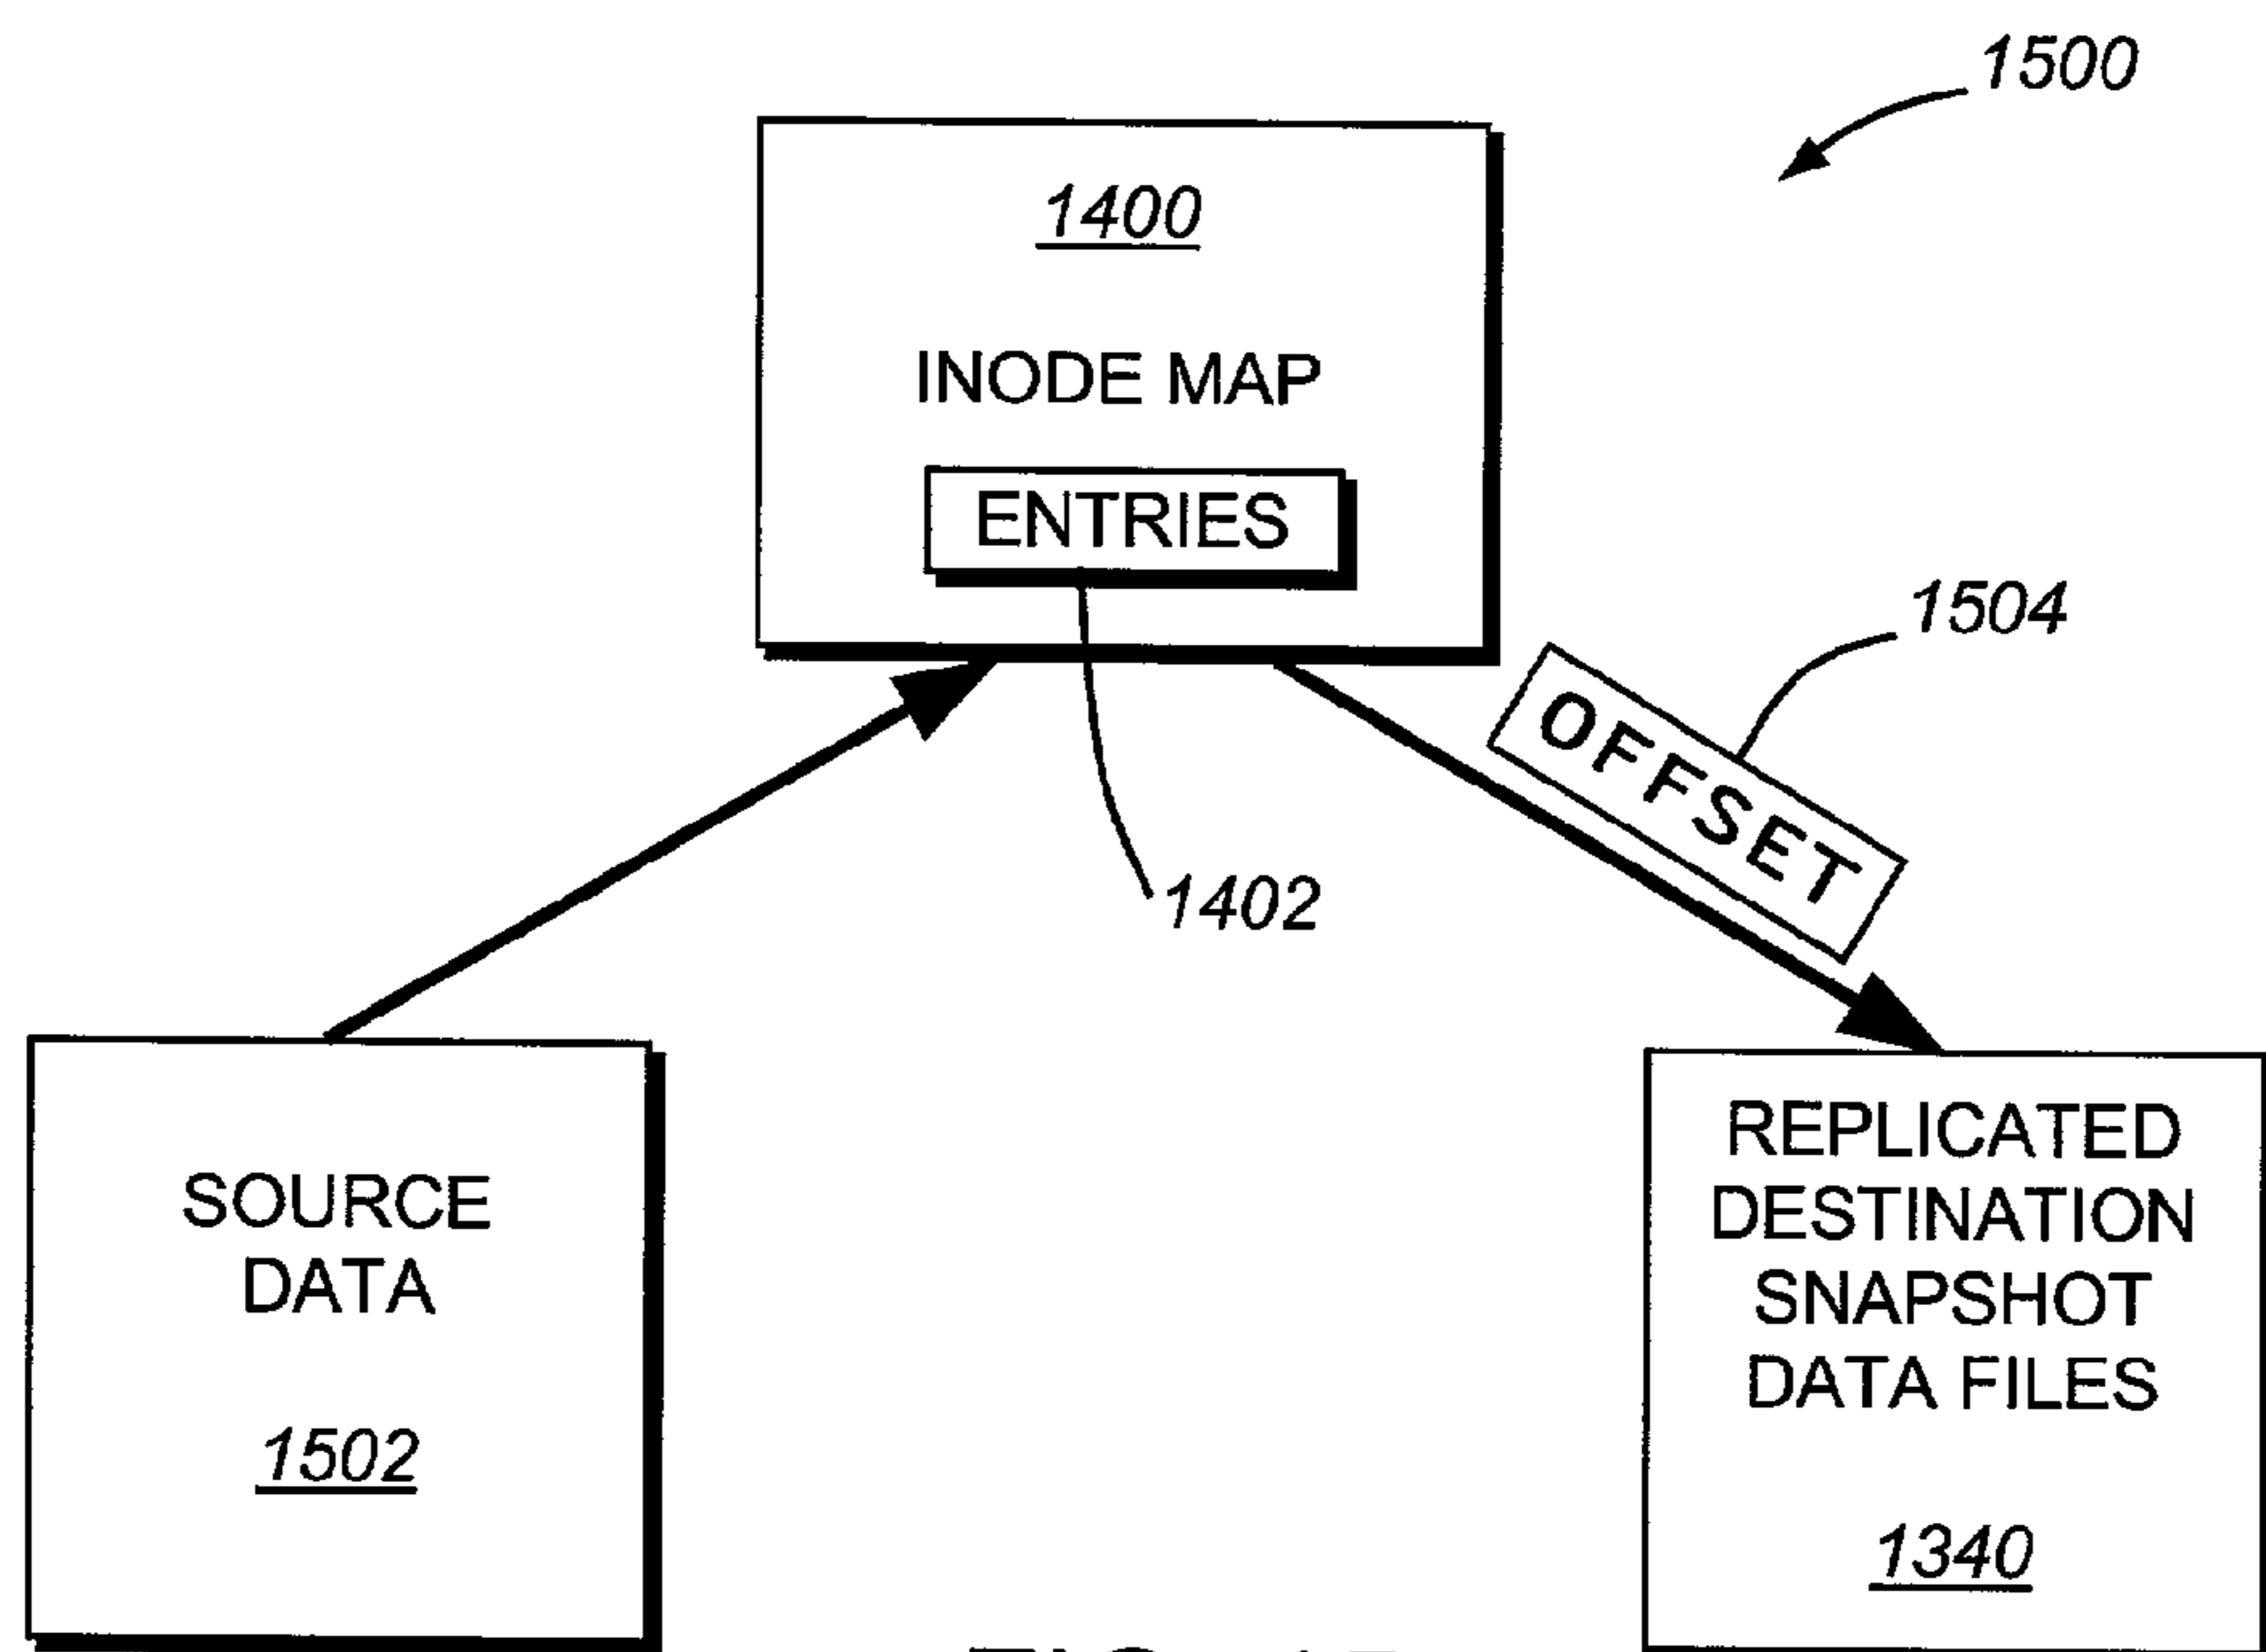 1500
1400
INODE MAP
ENTRIES
1504
OFFSET
1402
SOURCE
DATA
1502
REPLICATED
DESTINATION
SNAPSHOT
DATA FILES
1340